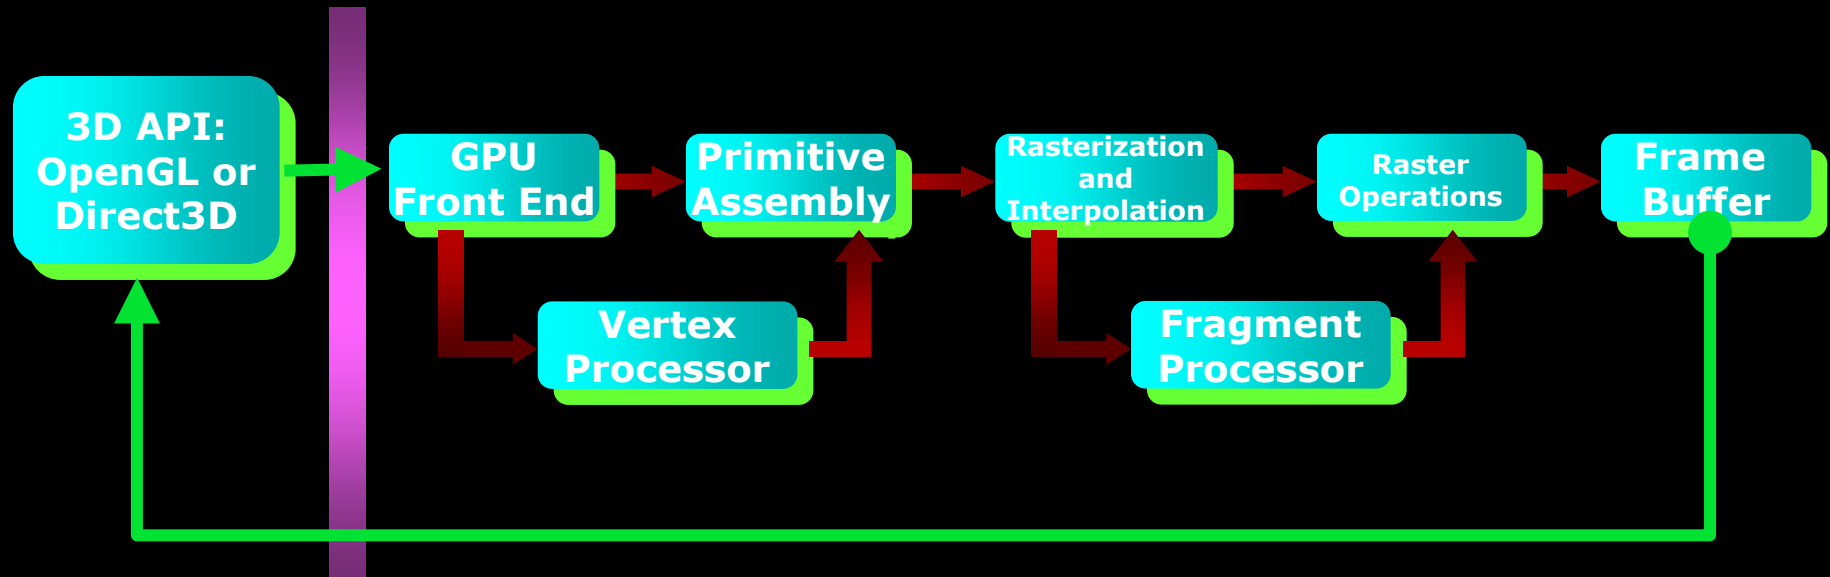 3D API:
OpenGL or
Direct3D
GPU
Front End
Primitive
Assembly
Rasterization
and
Interpolation
Raster
Operations
Frame
Buffer
Vertex
Processor
Fragment
Processor